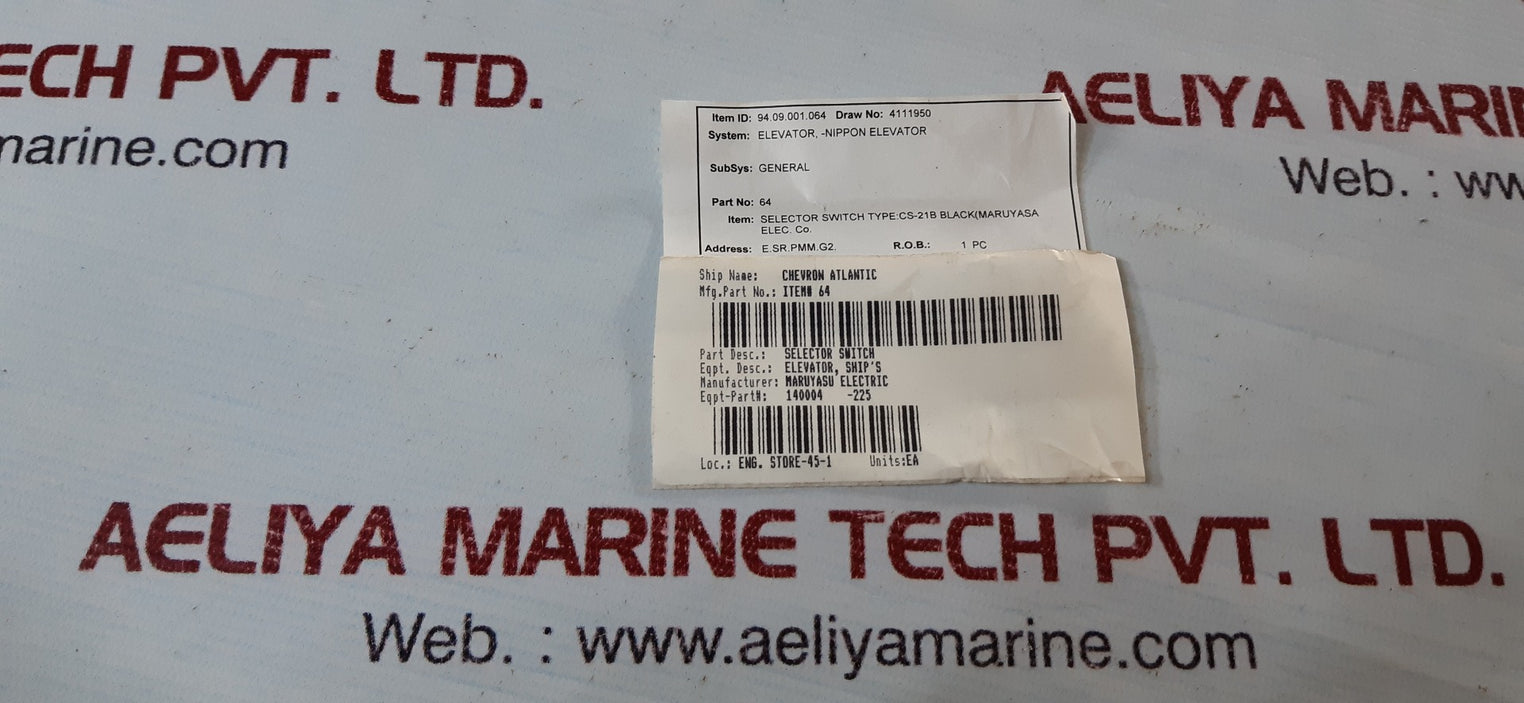 ECH PVT. LTD.
marine.com
AELIYA MARIN
Web. : ww
Item ID: 94.09.001.064 Draw No: 4111950
System: ELEVATOR, -NIPPON ELEVATOR
SubSys: GENERAL
Part No: 64
Item: SELECTOR SWITCH TYPE:CS-21B BLACK(MARUYASA
ELEC. Co.
Address: E.SR.PMM.G2. R.O.B.: 1 PC
Ship Name: CHEVRON ATLANTIC
Mfg.Part No.: ITEM# 64
Part Desc.: SELECTOR SWITCH
Eqpt. Desc.: ELEVATOR, SHIP'S
Manufacturer: MARUYASU ELECTRIC
Eqpt-Part#: 140004 -225
Loc.: ENG. STORE-45-1 Units:EA
AELIYA MARINE TECH PVT. LTD.
Web. : www.aeliyamarine.com